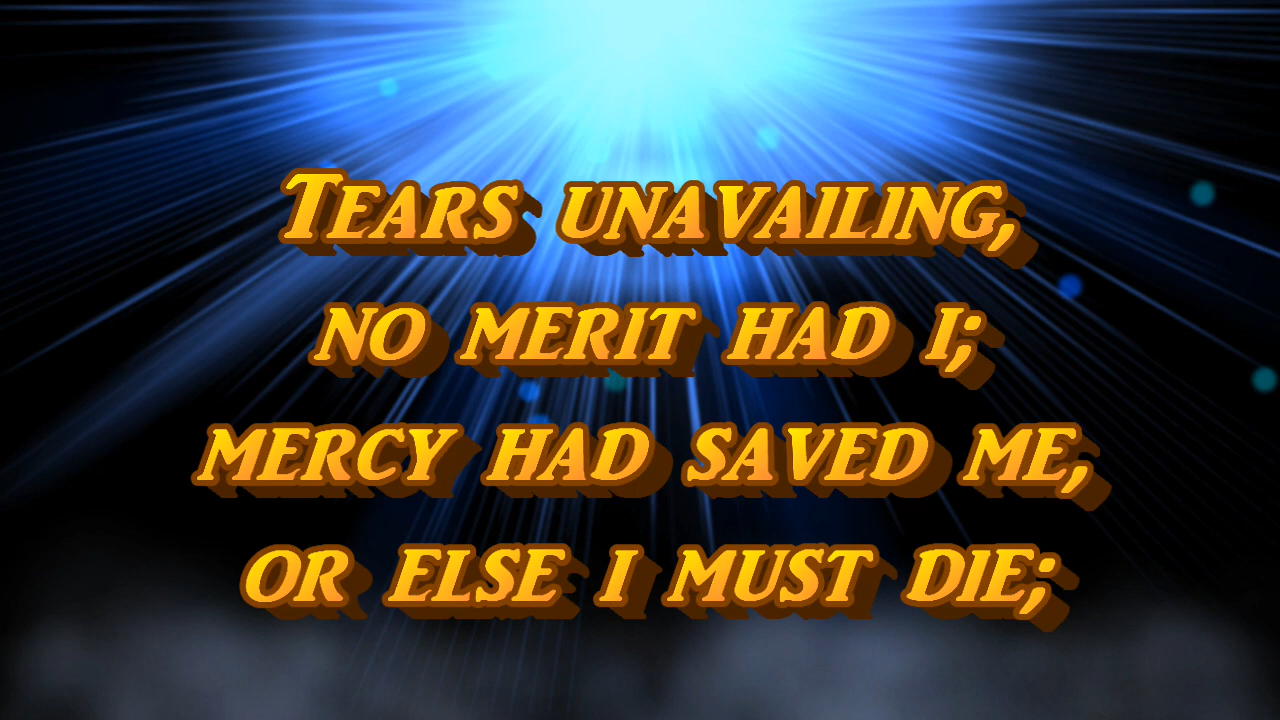 Tears unavailing,
no merit had I;
mercy had saved me,
or else I must die;